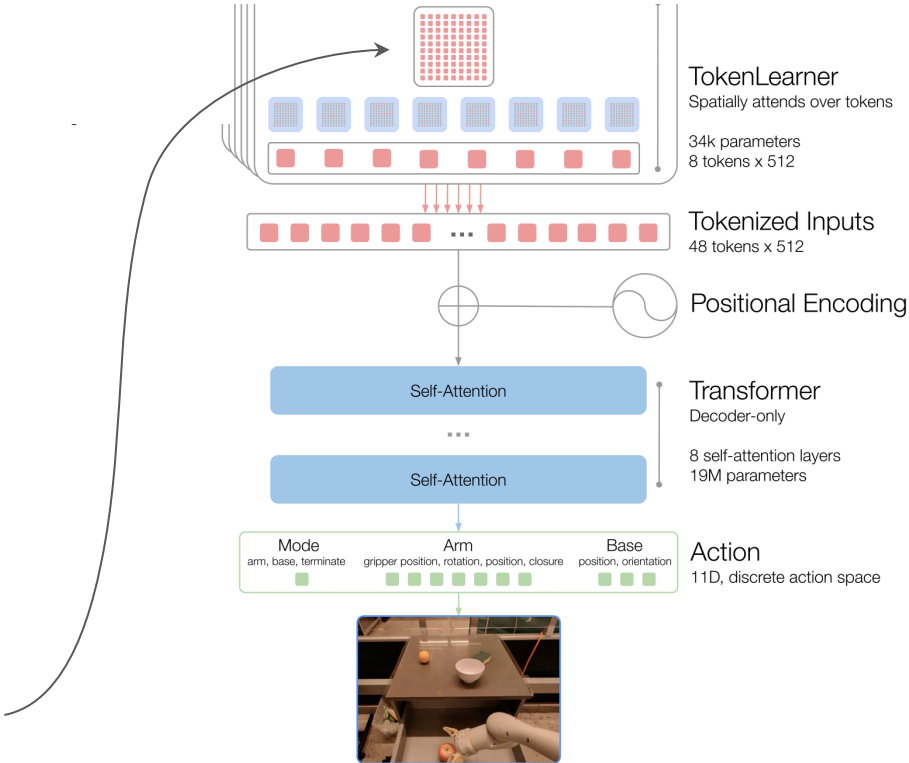 TokenLearner
Spatially attends over tokens
34k parameters
8 tokens x 512
Tokenized Inputs
48 tokens x 512
Positional Encoding
Self-Attention
Transformer
Decoder-only
8 self-attention layers
19M parameters
Self-Attention
Mode
arm, base, terminate
Arm
gripper position, rotation, position, closure
Base
position, orientation
Action
11D, discrete action space